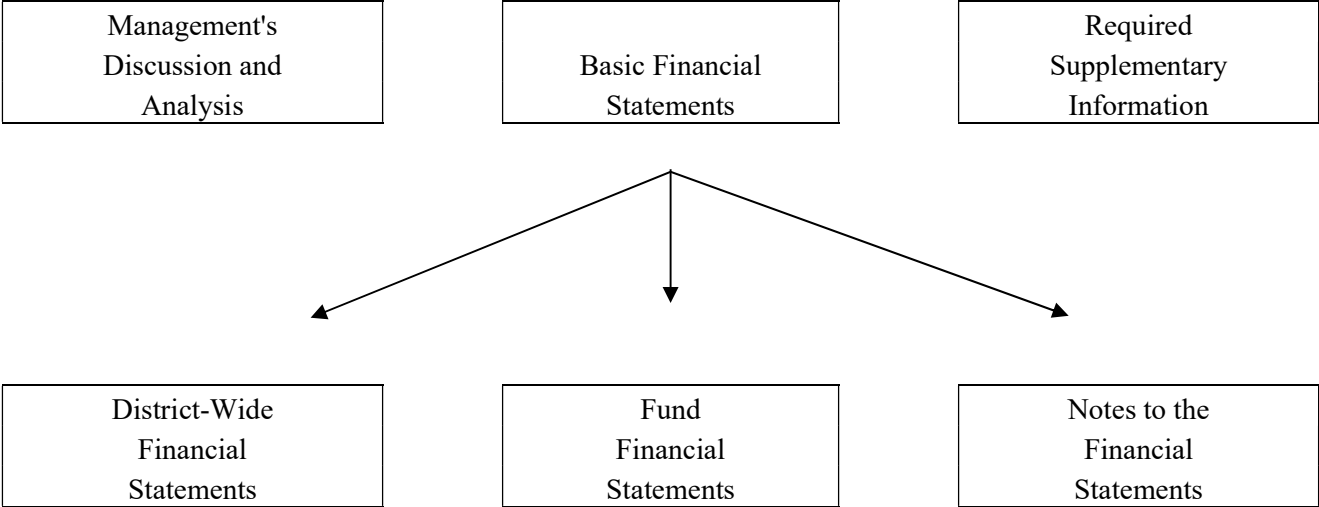 Management's
Discussion and
Analysis
Basic Financial
Statements
Required
Supplementary
Information
District-Wide
Financial
Statements
Fund
Financial
Statements
Notes to the
Financial
Statements